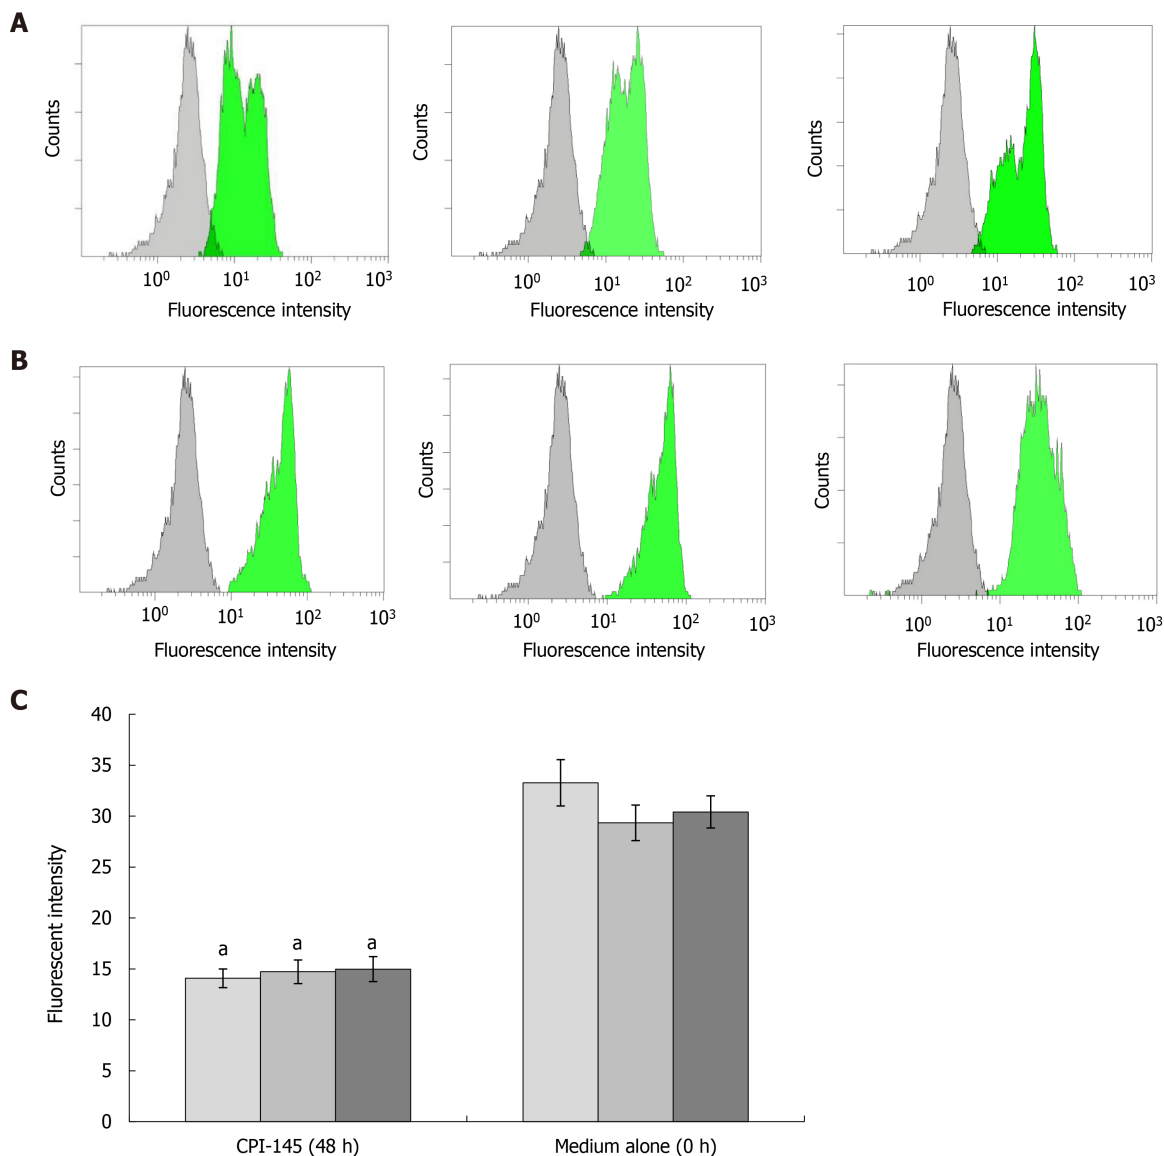 A
Counts
10⁰ 10¹ 10² 10³
Fluorescence intensity
Counts
10⁰ 10¹ 10² 10³
Fluorescence intensity
Counts
10⁰ 10¹ 10² 10³
Fluorescence intensity
B
Counts
10⁰ 10¹ 10² 10³
Fluorescence intensity
Counts
10⁰ 10¹ 10² 10³
Fluorescence intensity
Counts
10⁰ 10¹ 10² 10³
Fluorescence intensity
C
Fluorescent intensity
40
35
30
25
20
15
10
5
0
a a a
CPI-145 (48 h) Medium alone (0 h)